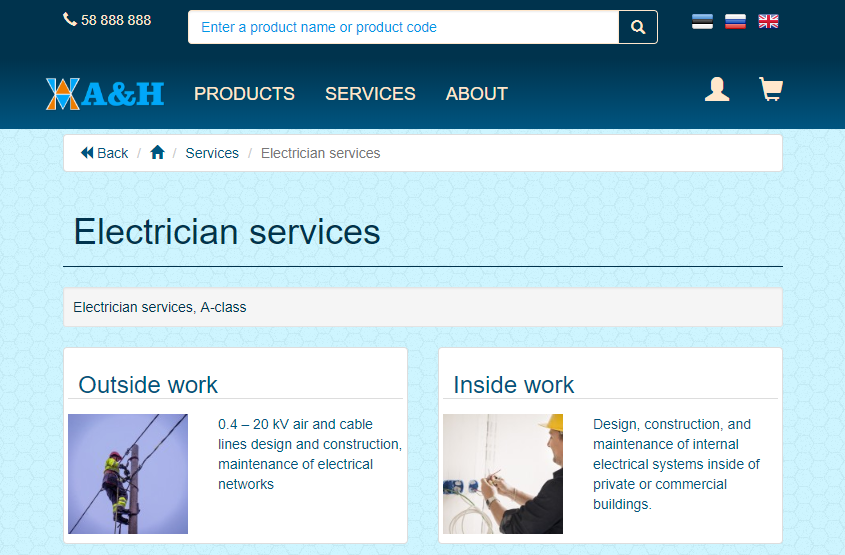 58 888 888
Enter a product name or product code
A&H
PRODUCTS
SERVICES
ABOUT
Back / / Services / Electrician services
Electrician services
Electrician services, A-class
Outside work
0.4 – 20 kV air and cable
lines design and construction,
maintenance of electrical
networks
Inside work
Design, construction, and
maintenance of internal
electrical systems inside of
private or commercial
buildings.